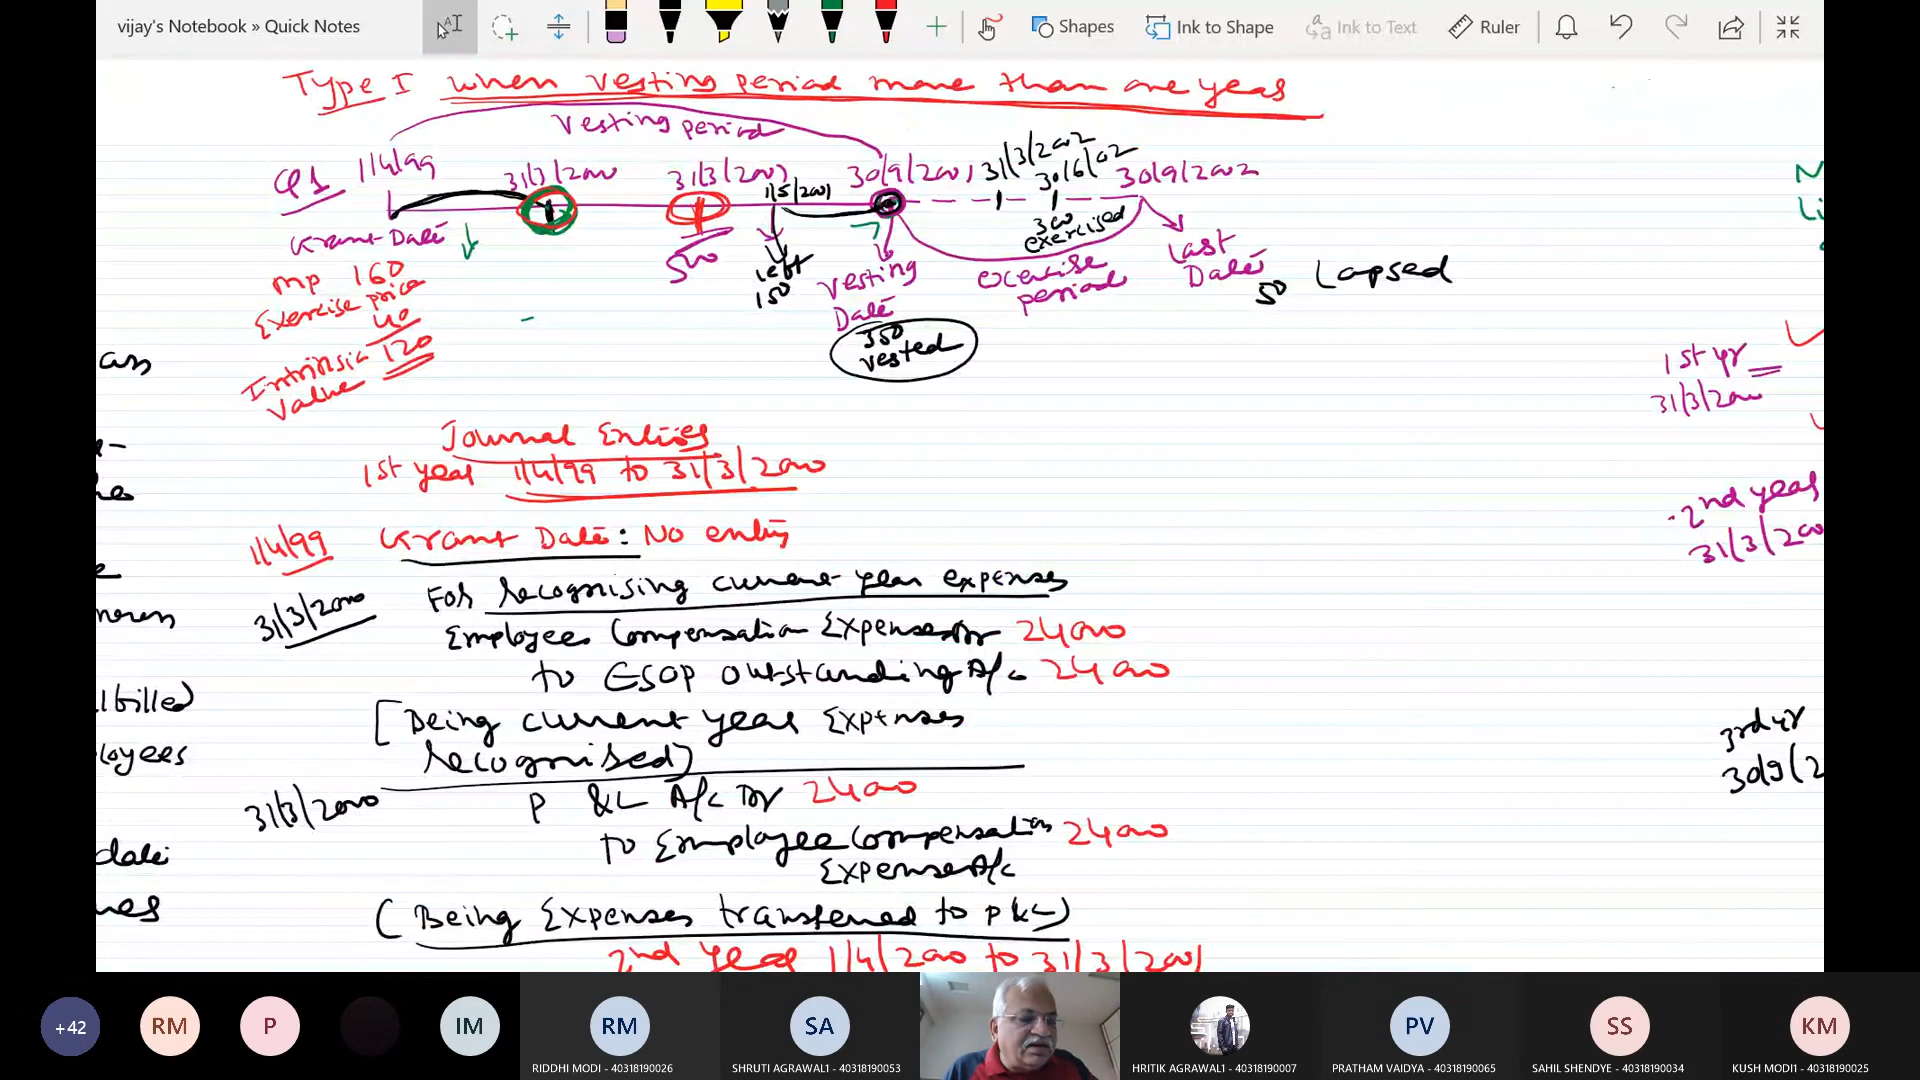 vijay's Notebook » Quick Notes
Shapes
Ink to Shape
Ink to Text
Ruler
Type I when vesting period more than one year
Vesting period
Q1
1/4/99
31/3/2000
31/3/2001
1/5/2001
30/9/2001
31/3/2002
30/6/02
30/9/2002
Grant Date
500
left
150
Vesting
Date
350
vested
300
exercised
exercise
period
Last
Date
50 Lapsed
MP 160
Exercise price
40
Intrinsic 120
value
1st yr
31/3/2000
Journal Entries
1st year 1/4/99 to 31/3/2000
1/4/99 Grant Date: No entry
31/3/2000 For recognising current year expenses
Employees Compensation Expenses Dr 24000
to ESOP outstanding A/c 24000
[Being current year Expenses
recognised)
31/3/2000 P & L A/c Dr 24000
to Employee Compensation 24000
Expense A/c
(Being Expenses transferred to P&L)
2nd year 1/4/2000 to 31/3/2001
2nd year
3rd yr
ployees
date
+42
RM
P
IM
RM
RIDDHI MODI - 40318190026
SA
SHRUTI AGRAWAL1 - 40318190053
HRITIK AGRAWAL1 - 40318190007
PV
PRATHAM VAIDYA - 40318190065
SS
SAHIL SHENDYE - 40318190034
KM
KUSH MODI1 - 40318190025